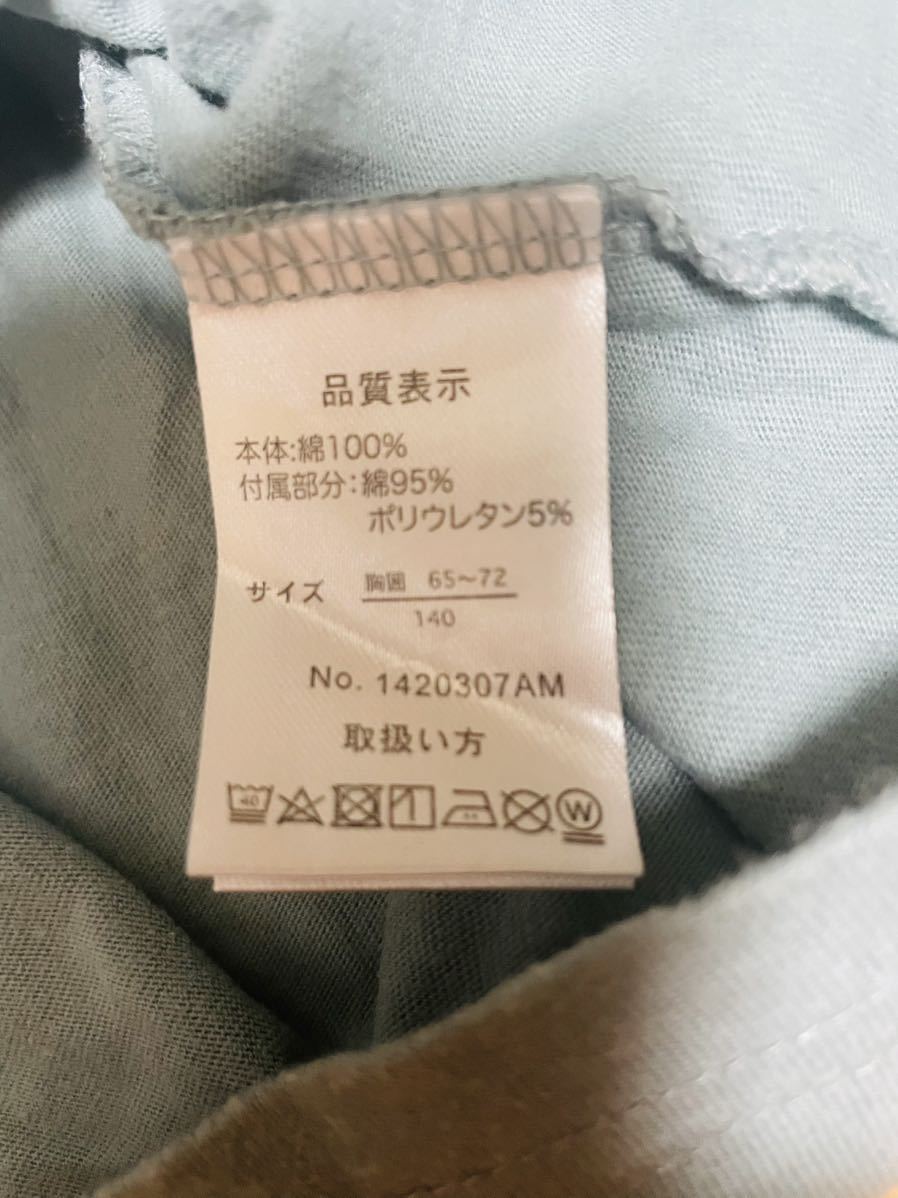 品質表示
本体:綿100%
付属部分:綿95%
ポリウレタン5%
サイズ 胸囲 65~72
140
No. 1420307AM
取扱い方
40 W